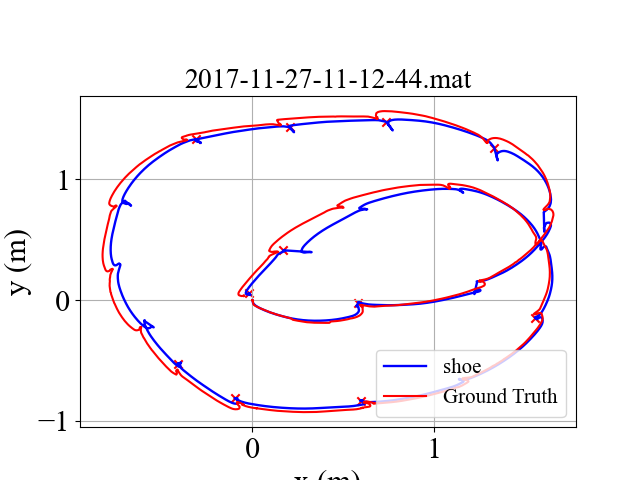 2017-11-27-11-12-44.mat
y (m)
1
0
−1
0
1
x (m)
shoe
Ground Truth